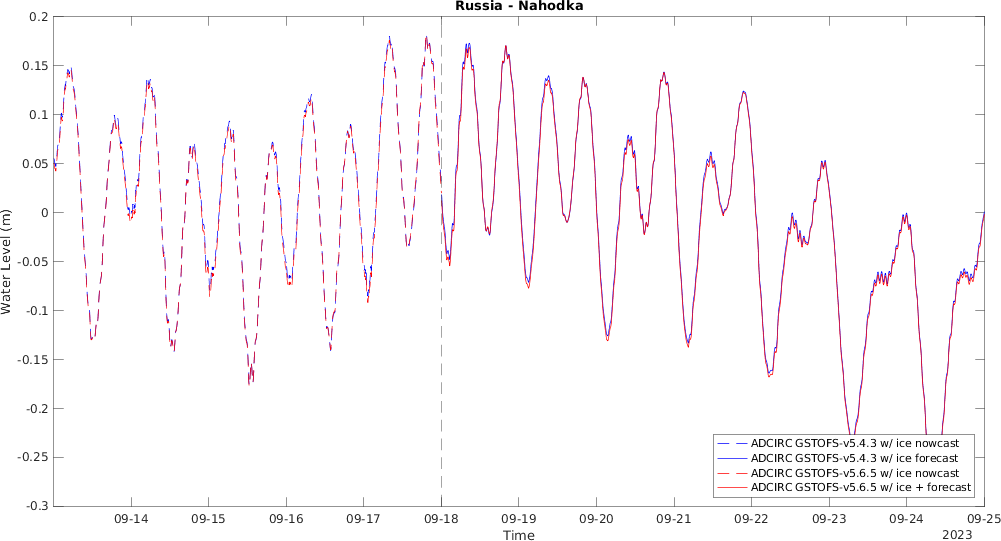 Russia - Nahodka
0.2
0.15
0.1
0.05
0
-0.05
-0.1
-0.15
-0.2
-0.25
-0.3
Water Level (m)
ADCIRC GSTOFS-v5.4.3 w/ ice nowcast
ADCIRC GSTOFS-v5.4.3 w/ ice forecast
ADCIRC GSTOFS-v5.6.5 w/ ice nowcast
ADCIRC GSTOFS-v5.6.5 w/ ice + forecast
09-14 09-15 09-16 09-17 09-18 09-19 09-20 09-21 09-22 09-23 09-24 09-25
Time
2023